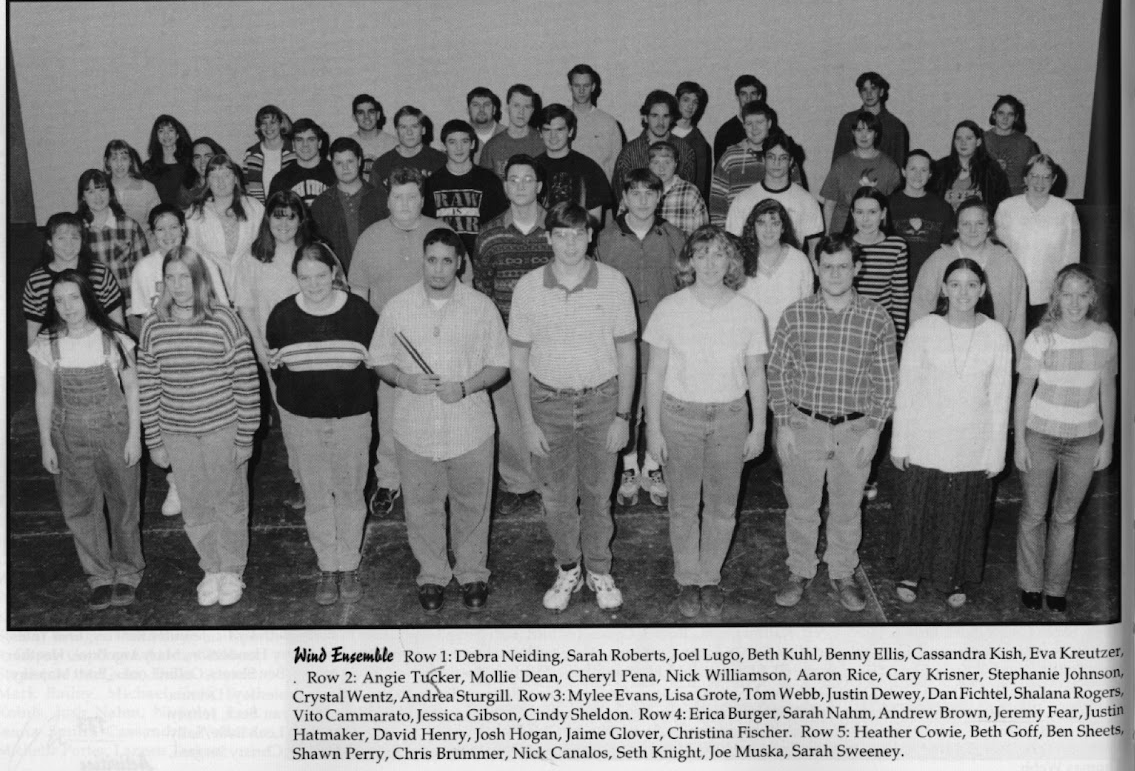 RAW
IS
WAR
Wind Ensemble Row 1: Debra Neiding, Sarah Roberts, Joel Lugo, Beth Kuhl, Benny Ellis, Cassandra Kish, Eva Kreutzer,
. Row 2: Angie Tucker, Mollie Dean, Cheryl Pena, Nick Williamson, Aaron Rice, Cary Krisner, Stephanie Johnson,
Crystal Wentz, Andrea Sturgill. Row 3: Mylee Evans, Lisa Grote, Tom Webb, Justin Dewey, Dan Fichtel, Shalana Rogers,
Vito Cammarato, Jessica Gibson, Cindy Sheldon. Row 4: Erica Burger, Sarah Nahm, Andrew Brown, Jeremy Fear, Justin
Hatmaker, David Henry, Josh Hogan, Jaime Glover, Christina Fischer. Row 5: Heather Cowie, Beth Goff, Ben Sheets,
Shawn Perry, Chris Brummer, Nick Canalos, Seth Knight, Joe Muska, Sarah Sweeney.